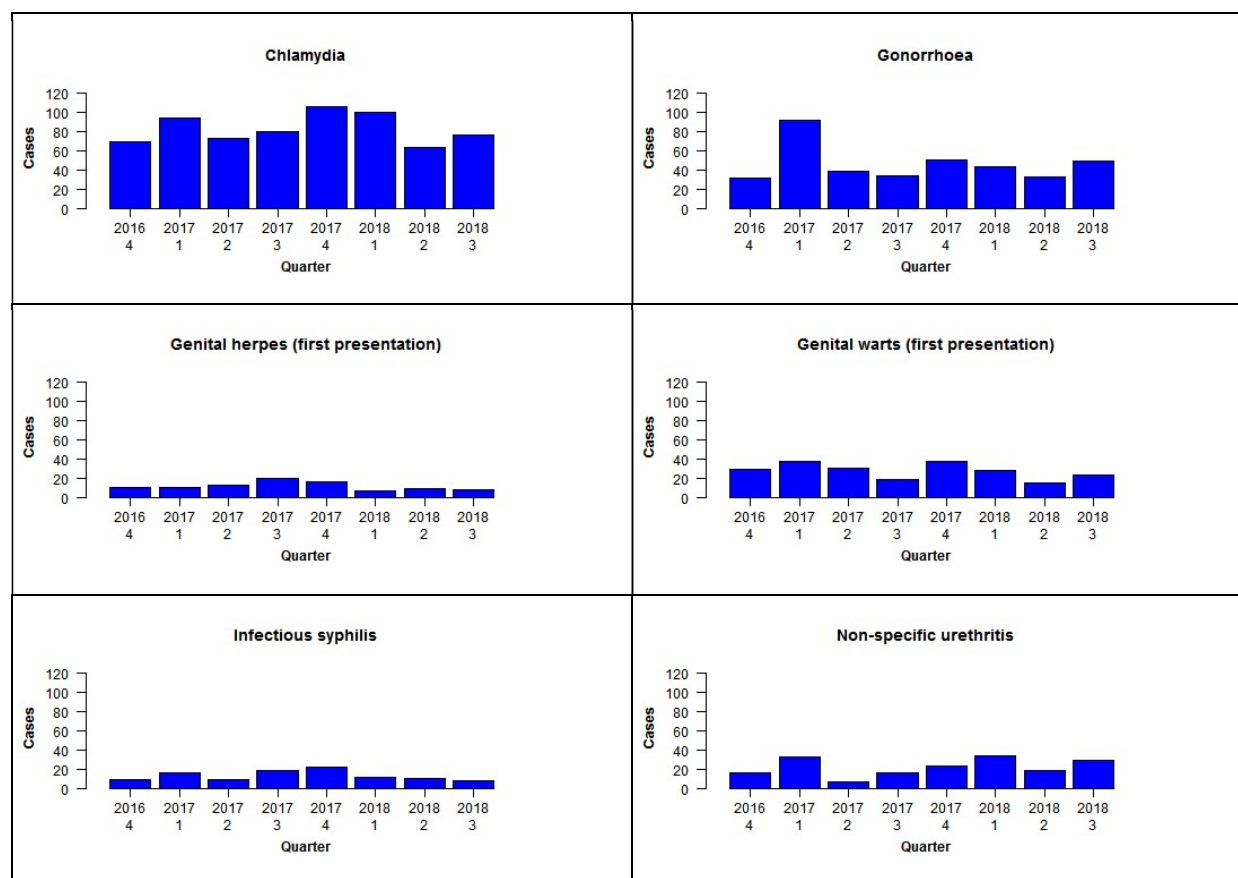 Chlamydia
Cases
120
100
80
60
40
20
0
2016 2017 2017 2017 2017 2018 2018 2018
4 1 2 3 4 1 2 3
Quarter
Gonorrhoea
Cases
120
100
80
60
40
20
0
2016 2017 2017 2017 2017 2018 2018 2018
4 1 2 3 4 1 2 3
Quarter
Genital herpes (first presentation)
Cases
120
100
80
60
40
20
0
2016 2017 2017 2017 2017 2018 2018 2018
4 1 2 3 4 1 2 3
Quarter
Genital warts (first presentation)
Cases
120
100
80
60
40
20
0
2016 2017 2017 2017 2017 2018 2018 2018
4 1 2 3 4 1 2 3
Quarter
Infectious syphilis
Cases
120
100
80
60
40
20
0
2016 2017 2017 2017 2017 2018 2018 2018
4 1 2 3 4 1 2 3
Quarter
Non-specific urethritis
Cases
120
100
80
60
40
20
0
2016 2017 2017 2017 2017 2018 2018 2018
4 1 2 3 4 1 2 3
Quarter